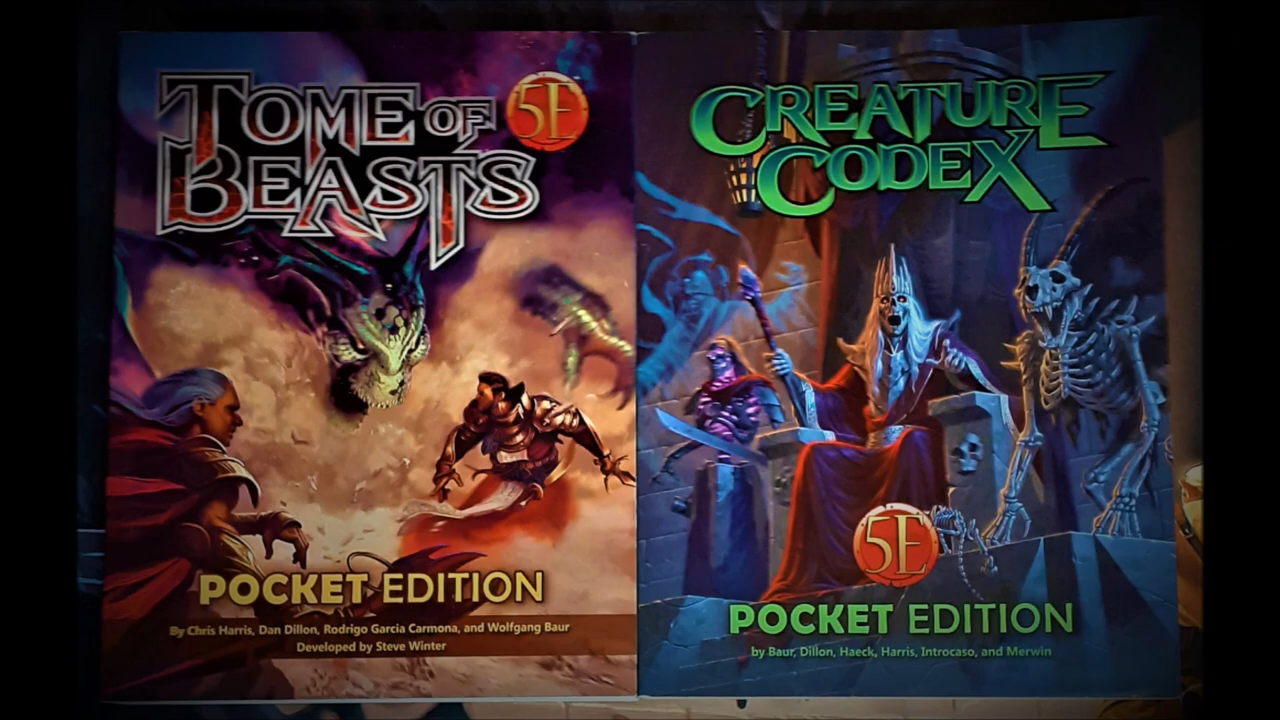 TOME OF
BEASTS
5E
POCKET EDITION
By Chris Harris, Dan Dillon, Rodrigo Garcia Carmona, and Wolfgang Baur
Developed by Steve Winter
CREATURE
CODEX
5E
POCKET EDITION
by Baur, Dillon, Haeck, Harris, Introcaso, and Merwin